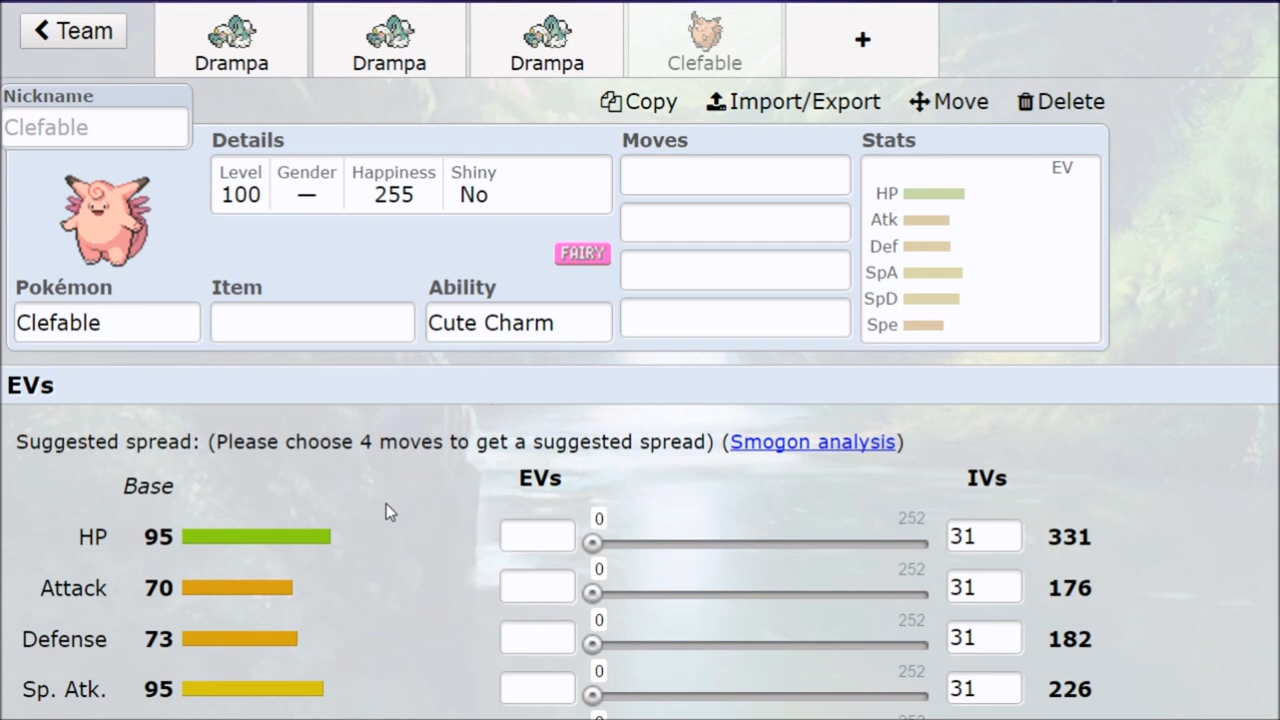 Team
Drampa
Drampa
Drampa
Clefable
+
Nickname
Clefable
Copy
Import/Export
Move
Delete
Details
Moves
Stats
Level
Gender
Happiness
Shiny
100
—
255
No
EV
HP
Atk
Def
SpA
SpD
Spe
FAIRY
Pokémon
Item
Ability
Clefable
Cute Charm
EVs
Suggested spread: (Please choose 4 moves to get a suggested spread) (Smogon analysis)
Base
EVs
IVs
HP 95 0 252 31 331
Attack 70 0 252 31 176
Defense 73 0 252 31 182
Sp. Atk. 95 0 252 31 226